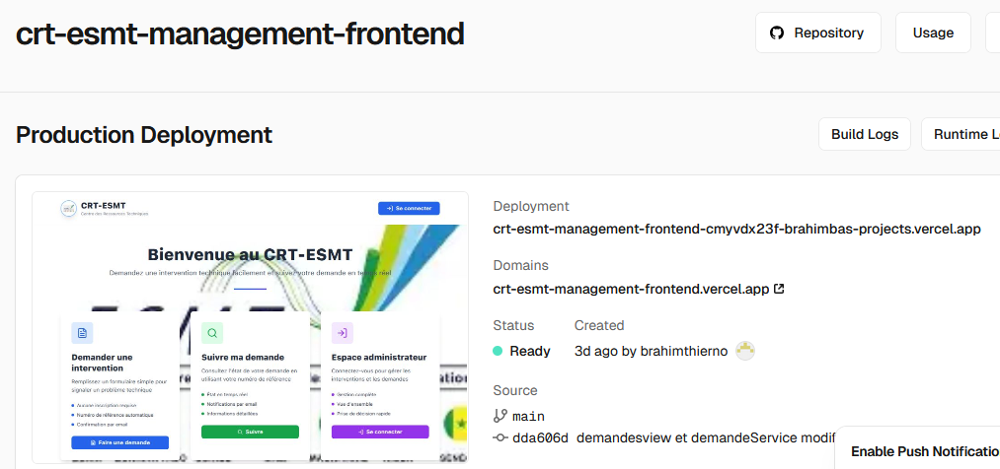 crt-esmt-management-frontend
Repository
Usage
Production Deployment
Build Logs
Runtime L
CRT-ESMT
Centre des Ressources Techniques
Se connecter
Bienvenue au CRT-ESMT
Demandez une intervention technique facilement et suivez votre demande en temps réel
Demander une
intervention
Remplissez un formulaire simple pour
signaler un problème technique
Aucune inscription requise
Numéro de référence automatique
Confirmation par email
Faire une demande
Suivre ma demande
Consultez l'état de votre demande en
utilisant votre numéro de référence
État en temps réel
Notifications par email
Informations détaillées
Suivre
Espace administrateur
Connectez-vous pour gérer les
interventions et les demandes
Gestion complète
Vue d'ensemble
Prise de décision rapide
Se connecter
Deployment
crt-esmt-management-frontend-cmyvdx23f-brahimbas-projects.vercel.app
Domains
crt-esmt-management-frontend.vercel.app
Status
Created
Ready
3d ago by brahimthierno
Source
main
dda606d demandesview et demandeService modif
Enable Push Notificatio